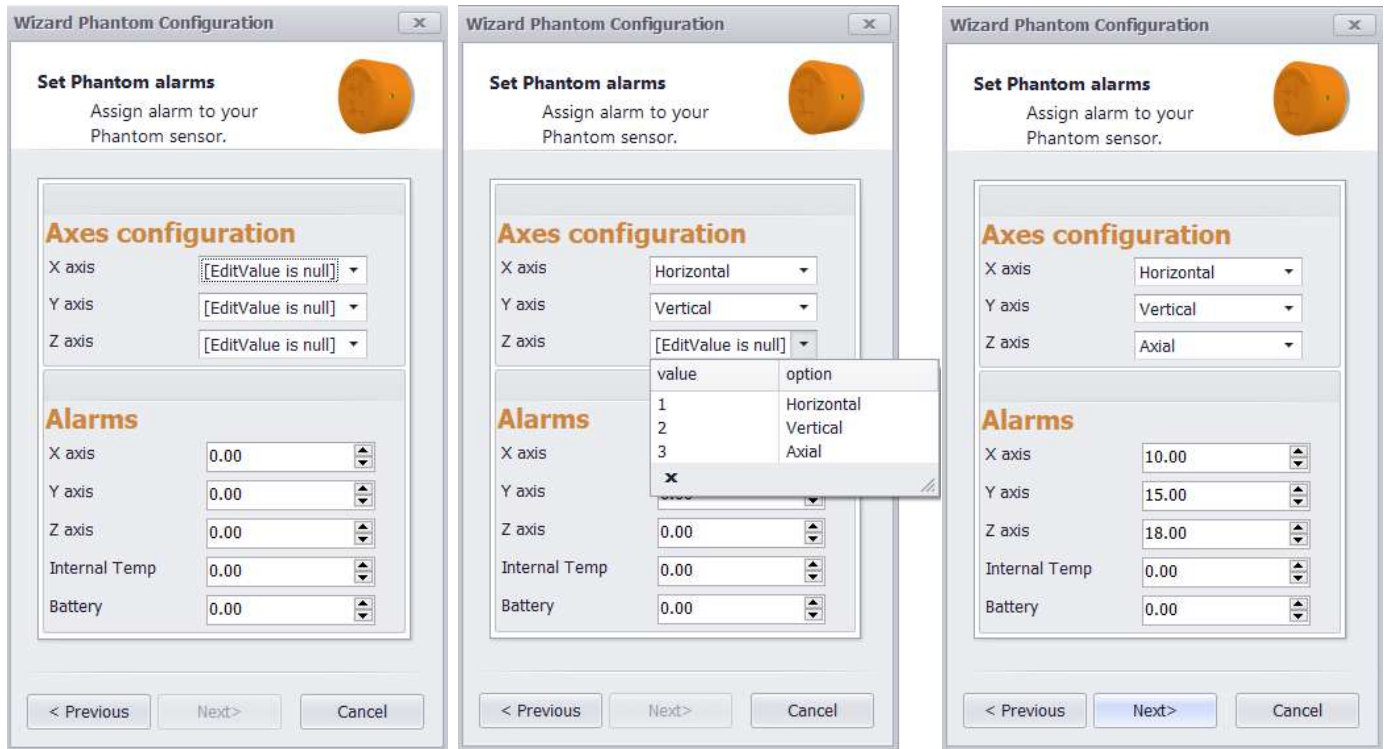 Wizard Phantom Configuration x
Set Phantom alarms
Assign alarm to your
Phantom sensor.
Axes configuration
X axis [EditValue is null]
Y axis [EditValue is null]
Z axis [EditValue is null]
Alarms
X axis 0.00
Y axis 0.00
Z axis 0.00
Internal Temp 0.00
Battery 0.00
< Previous Next> Cancel
Wizard Phantom Configuration x
Set Phantom alarms
Assign alarm to your
Phantom sensor.
Axes configuration
X axis Horizontal
Y axis Vertical
Z axis [EditValue is null]
value option
1 Horizontal
2 Vertical
3 Axial
x
Alarms
X axis
Y axis
Z axis 0.00
Internal Temp 0.00
Battery 0.00
< Previous Next> Cancel
Wizard Phantom Configuration x
Set Phantom alarms
Assign alarm to your
Phantom sensor.
Axes configuration
X axis Horizontal
Y axis Vertical
Z axis Axial
Alarms
X axis 10.00
Y axis 15.00
Z axis 18.00
Internal Temp 0.00
Battery 0.00
< Previous Next> Cancel